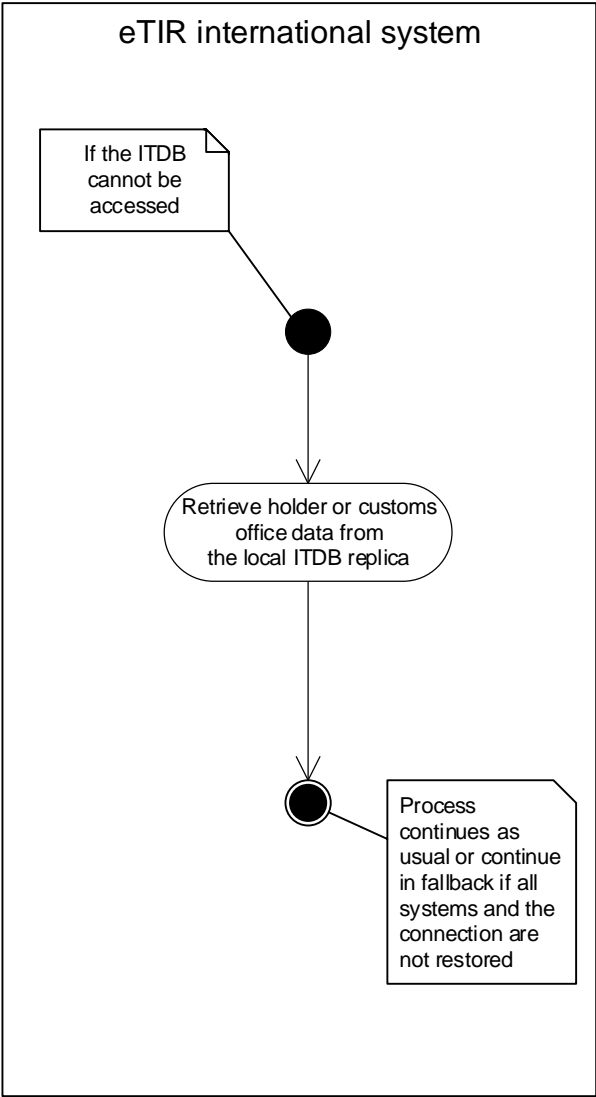 eTIR international system
If the ITDB
cannot be
accessed
Retrieve holder or customs
office data from
the local ITDB replica
Process
continues as
usual or continue
in fallback if all
systems and the
connection are
not restored